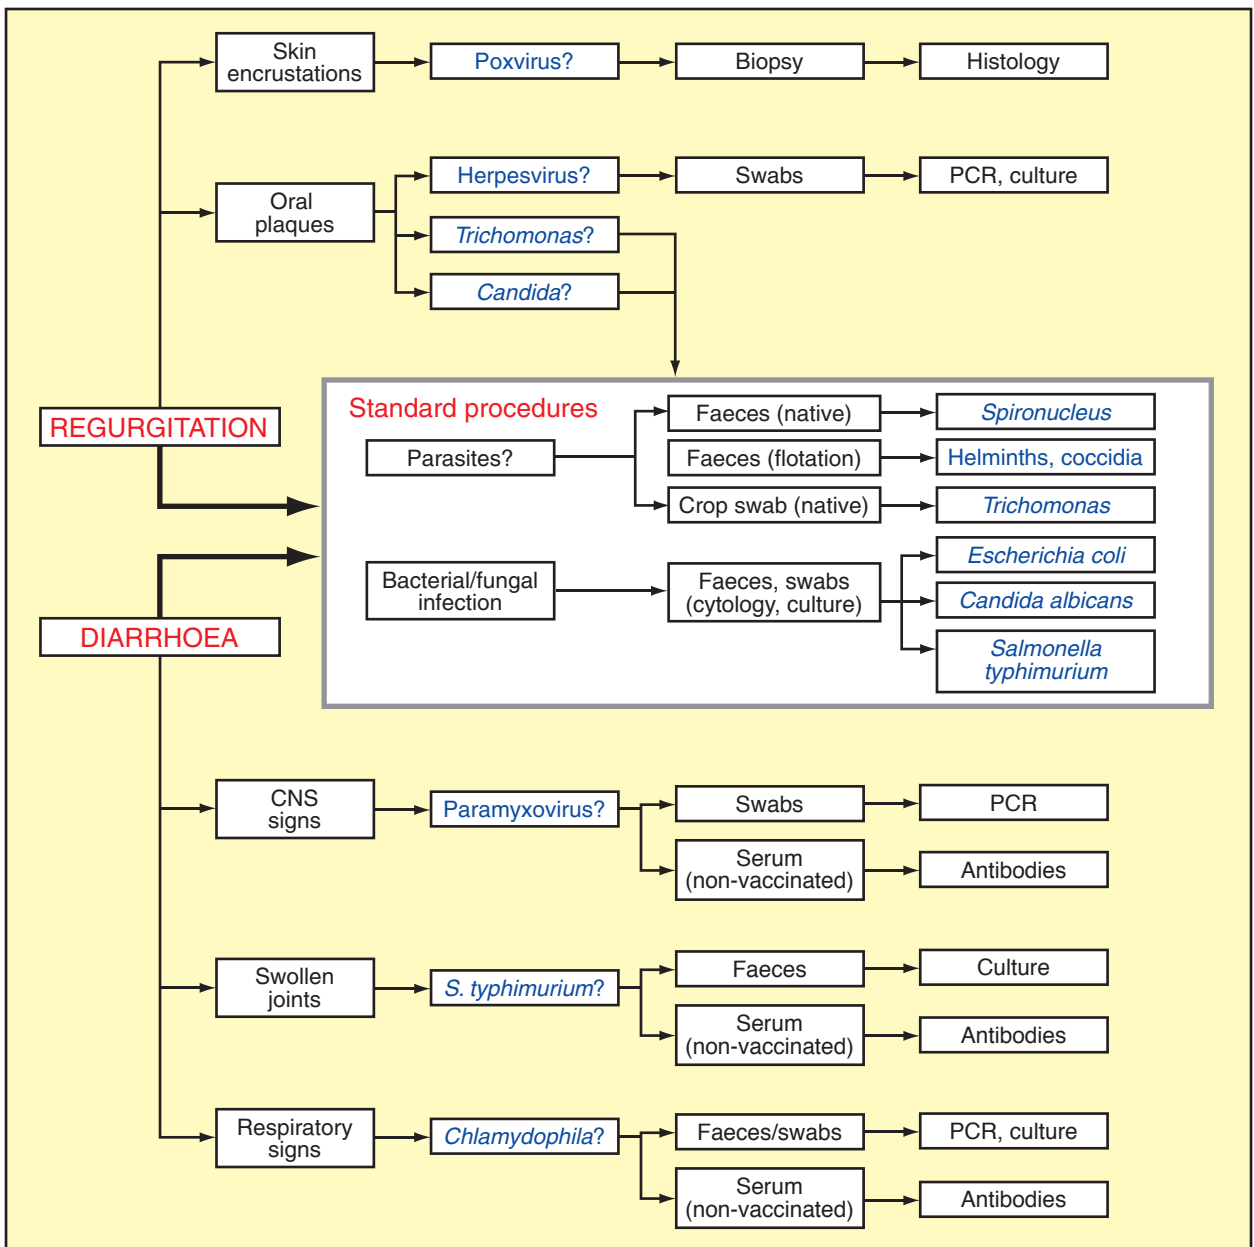 Skin
encrustations
Poxvirus?
Biopsy
Histology
Oral
plaques
Herpesvirus?
Swabs
PCR, culture
Trichomonas?
Candida?
REGURGITATION
Standard procedures
Parasites?
Faeces (native)
Spironucleus
Faeces (flotation)
Helminths, coccidia
Crop swab (native)
Trichomonas
Bacterial/fungal
infection
Faeces, swabs
(cytology, culture)
Escherichia coli
Candida albicans
Salmonella
typhimurium
DIARRHOEA
CNS
signs
Paramyxovirus?
Swabs
PCR
Serum
(non-vaccinated)
Antibodies
Swollen
joints
S. typhimurium?
Faeces
Culture
Serum
(non-vaccinated)
Antibodies
Respiratory
signs
Chlamydophila?
Faeces/swabs
PCR, culture
Serum
(non-vaccinated)
Antibodies